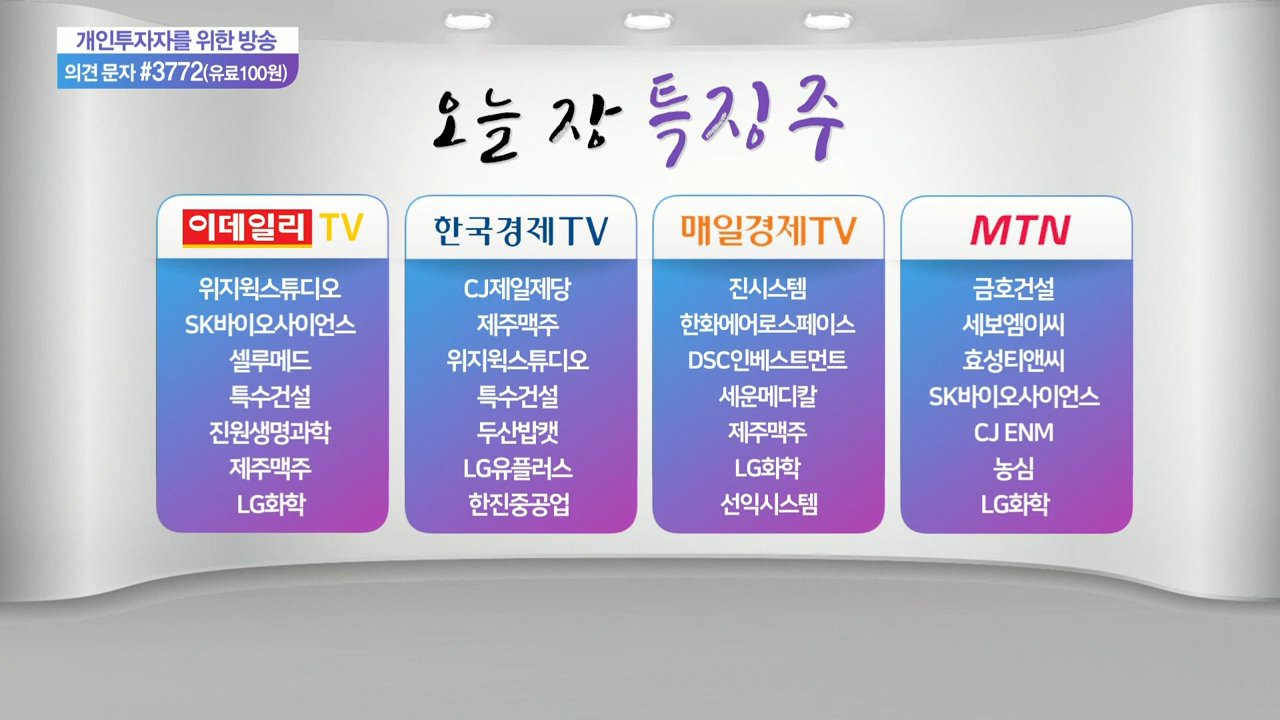 개인투자자를 위한 방송
의견 문자 #3772(유료100원)
오늘 장 특징주
이데일리 TV
위지윅스튜디오
SK바이오사이언스
셀루메드
특수건설
진원생명과학
제주맥주
LG화학
한국경제TV
CJ제일제당
제주맥주
위지윅스튜디오
특수건설
두산밥캣
LG유플러스
한진중공업
매일경제TV
진시스템
한화에어로스페이스
DSC인베스트먼트
세운메디칼
제주맥주
LG화학
선익시스템
MTN
금호건설
세보엠이씨
효성티앤씨
SK바이오사이언스
CJ ENM
농심
LG화학